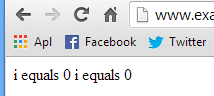 www.exa
Apl Facebook Twitter
i equals 0 i equals 0